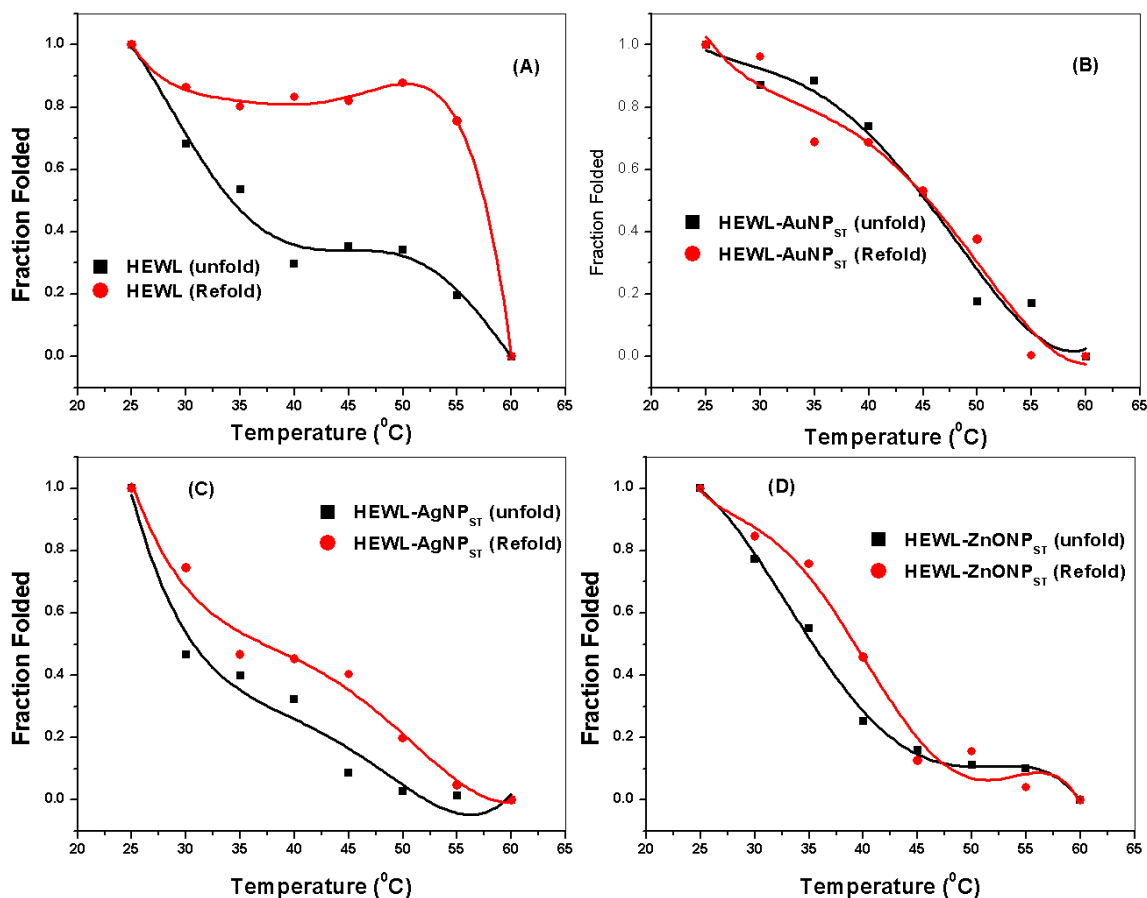 (A)
1.0
0.8
0.6
0.4
0.2
0.0
Fraction Folded
HEWL (unfold)
HEWL (Refold)
20 25 30 35 40 45 50 55 60 65
Temperature (⁰C)
(B)
1.0
0.8
0.6
0.4
0.2
0.0
Fraction Folded
HEWL-AuNP_ST (unfold)
HEWL-AuNP_ST (Refold)
20 25 30 35 40 45 50 55 60 65
Temperature (⁰C)
(C)
1.0
0.8
0.6
0.4
0.2
0.0
Fraction Folded
HEWL-AgNP_ST (unfold)
HEWL-AgNP_ST (Refold)
20 25 30 35 40 45 50 55 60 65
Temperature (⁰C)
(D)
1.0
0.8
0.6
0.4
0.2
0.0
Fraction Folded
HEWL-ZnONP_ST (unfold)
HEWL-ZnONP_ST (Refold)
20 25 30 35 40 45 50 55 60 65
Temperature (⁰C)